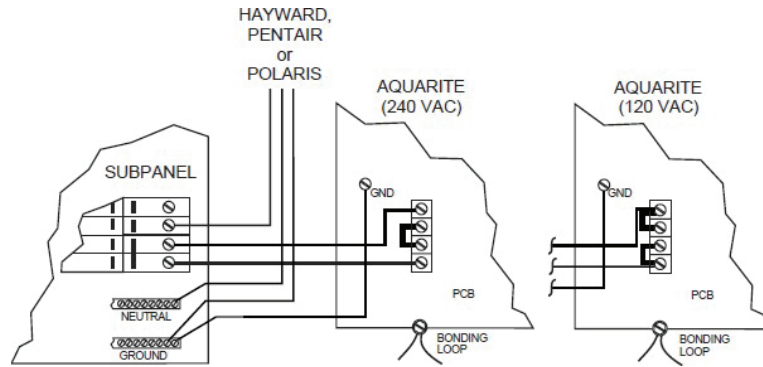 HAYWARD,
PENTAIR
or
POLARIS
AQUARITE
(240 VAC)
AQUARITE
(120 VAC)
SUBPANEL
GND
GND
PCB
PCB
NEUTRAL
GROUND
BONDING
LOOP
BONDING
LOOP